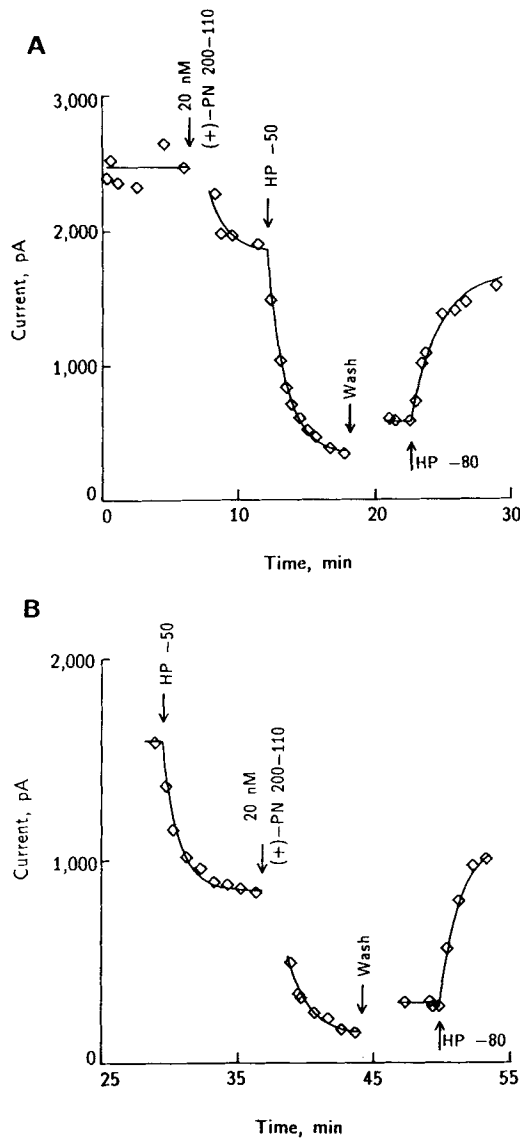 A
20 nM
(+)-PN 200-110
HP -50
3,000
2,000
1,000
0
Current, pA
Wash
HP -80
0
10
20
30
Time, min
B
HP -50
20 nM
(+)-PN 200-110
2,000
1,000
0
Current, pA
Wash
HP -80
25
35
45
55
Time, min